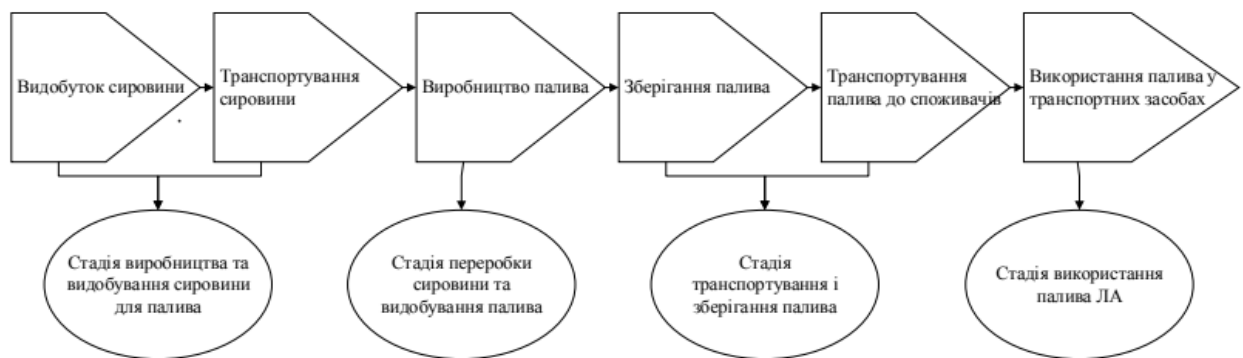 Видобуток сировини
Транспортування
сировини
Виробництво палива
Зберігання палива
Транспортування
палива до споживачів
Використання палива у
транспортних засобах
Стадія виробництва та
видобування сировини
для палива
Стадія переробки
сировини та
видобування палива
Стадія
транспортування і
зберігання палива
Стадія використання
палива ЛА